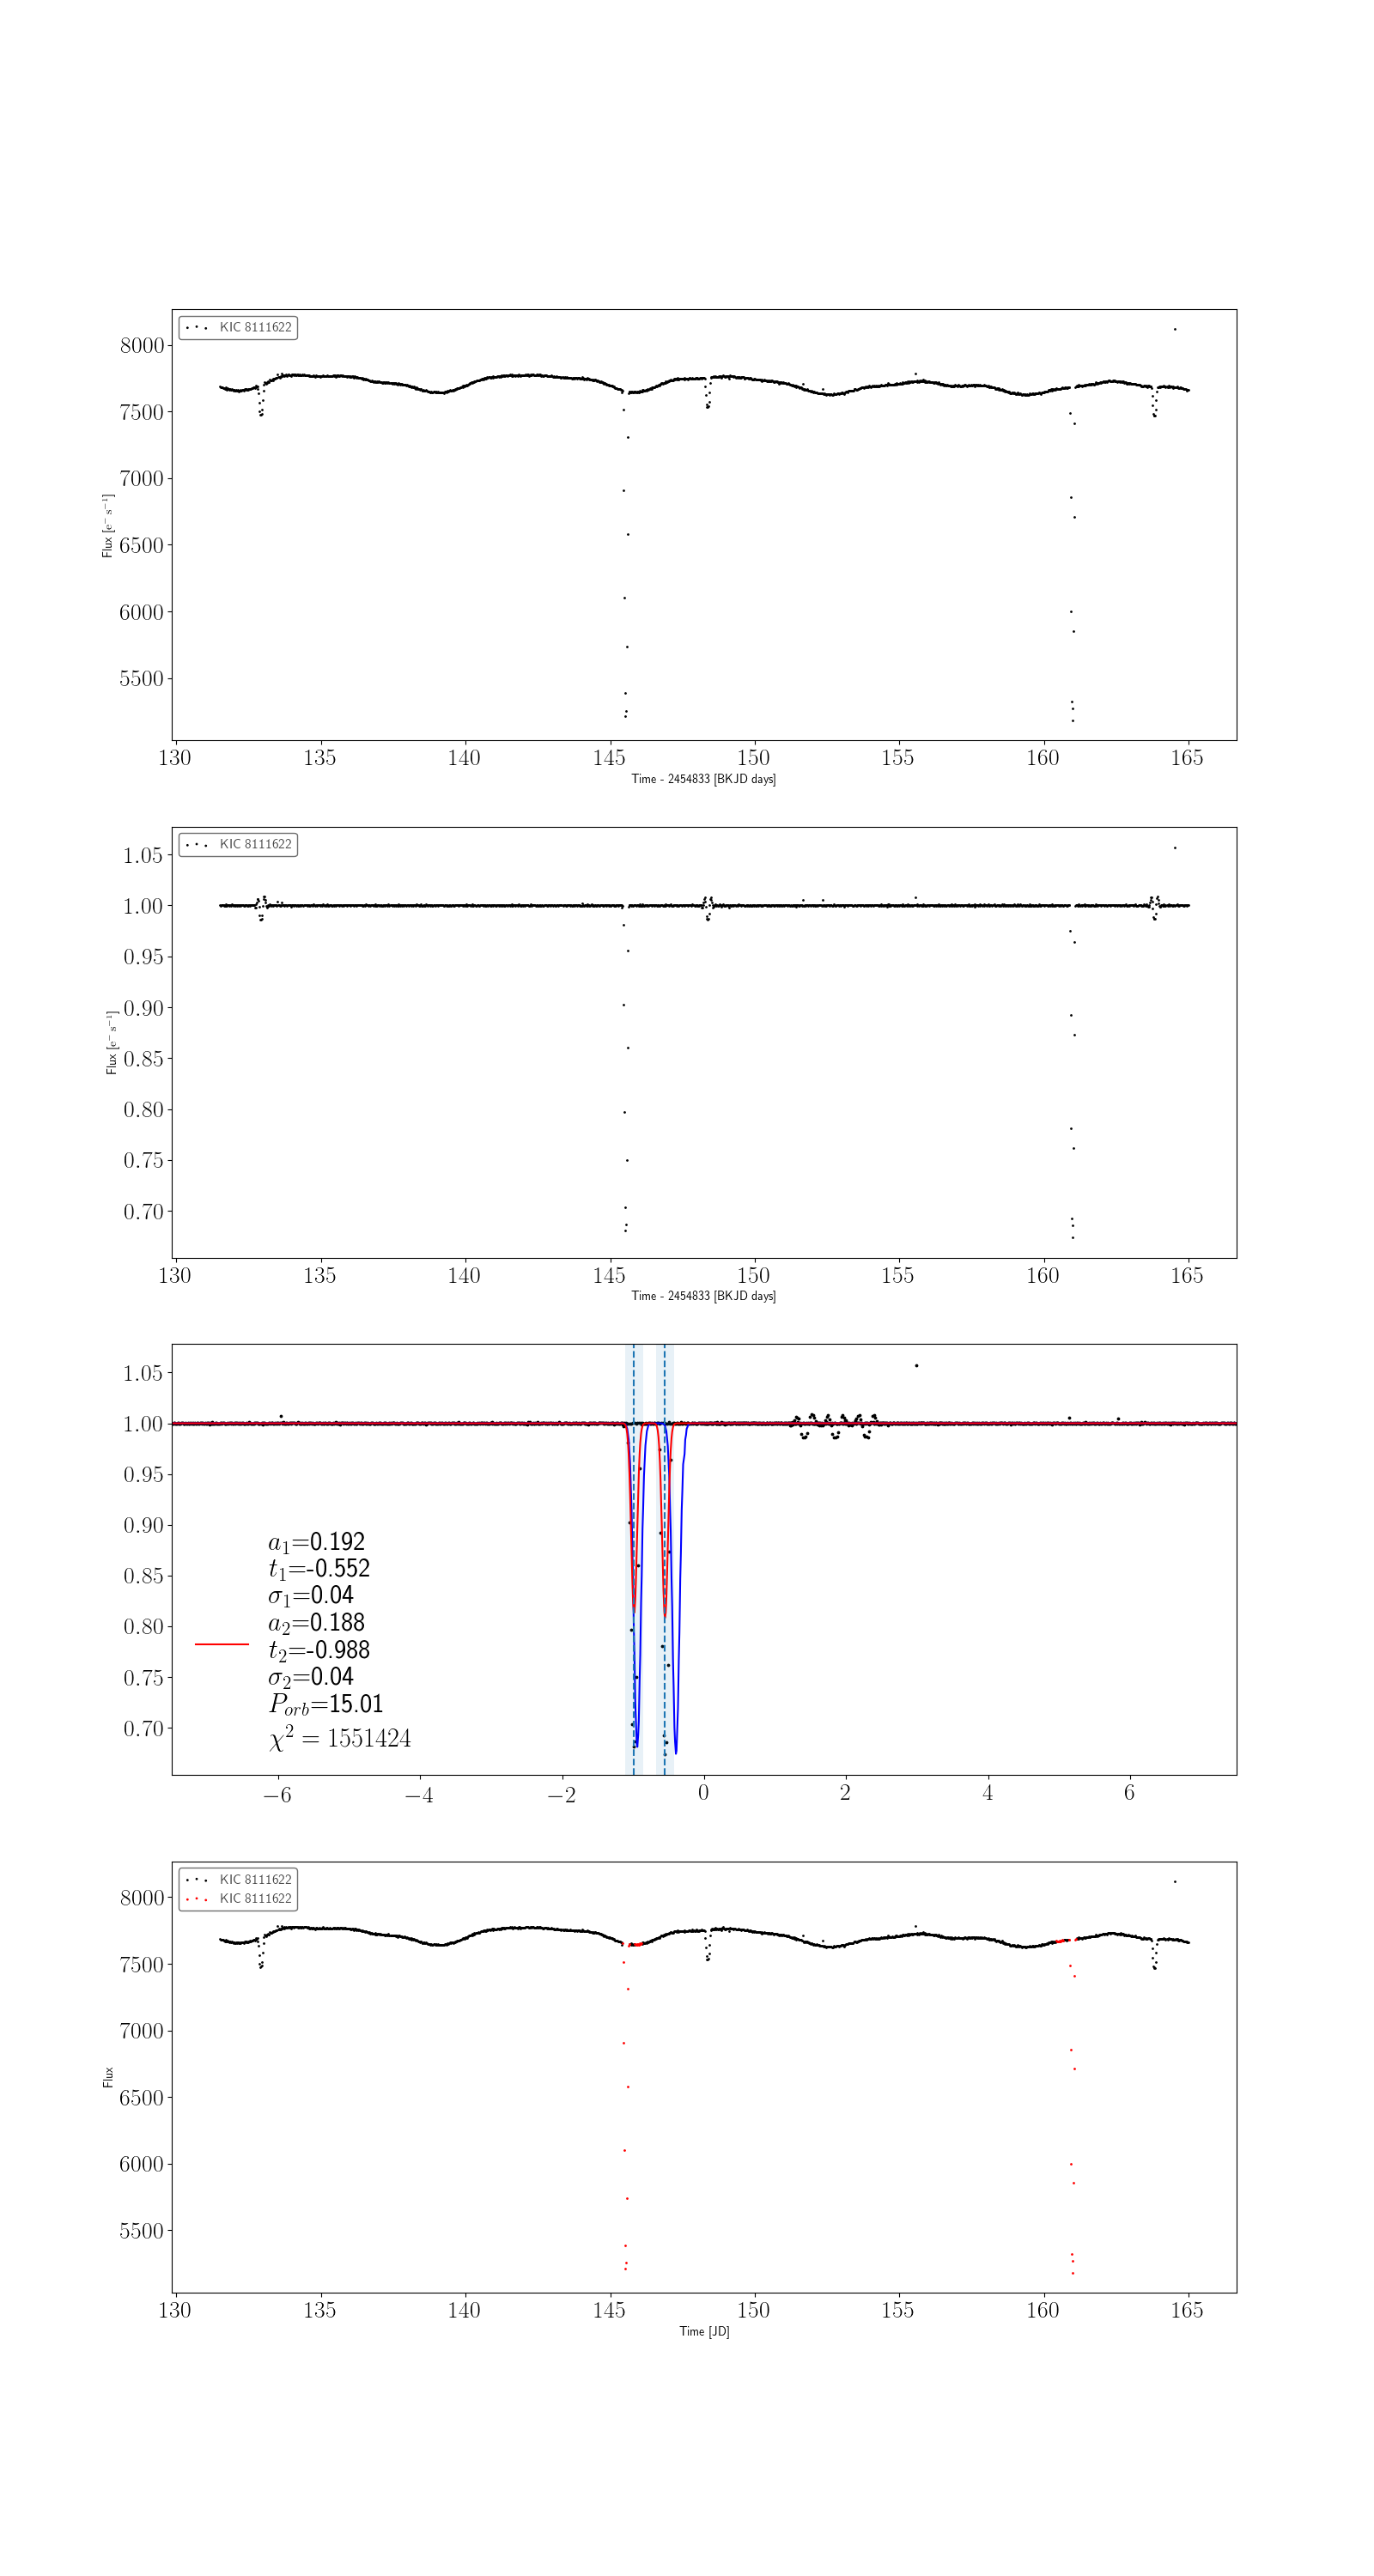 KIC 8111622
8000
7500
7000
6500
6000
5500
Flux [e⁻ s⁻¹]
130 135 140 145 150 155 160 165
Time - 2454833 [BKJD days]
KIC 8111622
1.05
1.00
0.95
0.90
0.85
0.80
0.75
0.70
Flux [e⁻ s⁻¹]
130 135 140 145 150 155 160 165
Time - 2454833 [BKJD days]
1.05
1.00
0.95
0.90
0.85
0.80
0.75
0.70
a₁=0.192
t₁=-0.552
σ₁=0.04
a₂=0.188
t₂=-0.988
σ₂=0.04
P_orb=15.01
χ² = 1551424
−6 −4 −2 0 2 4 6
KIC 8111622
KIC 8111622
8000
7500
7000
6500
6000
5500
Flux
130 135 140 145 150 155 160 165
Time [JD]